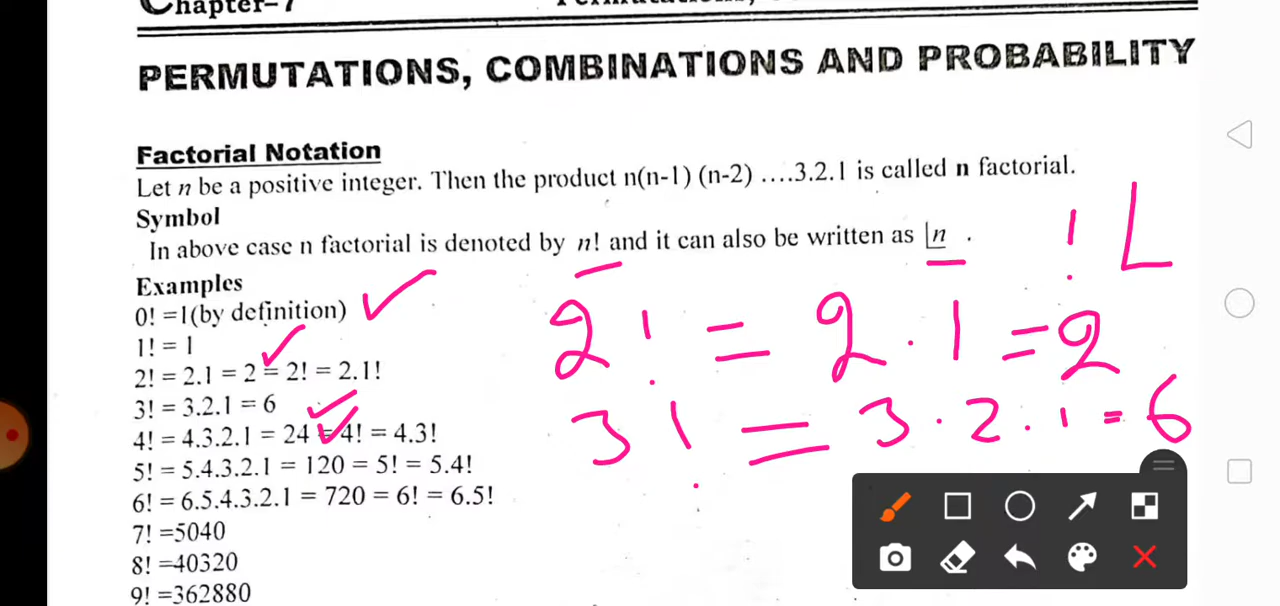 Chapter-7
PERMUTATIONS, COMBINATIONS AND PROBABILITY
Factorial Notation
Let n be a positive integer. Then the product n(n-1) (n-2) ....3.2.1 is called n factorial.
Symbol
In above case n factorial is denoted by n! and it can also be written as |n .
! L
Examples
0! =1(by definition)
1! = 1
2! = 2.1 = 2 = 2! = 2.1!
3! = 3.2.1 = 6
4! = 4.3.2.1 = 24 = 4! = 4.3!
5! = 5.4.3.2.1 = 120 = 5! = 5.4!
6! = 6.5.4.3.2.1 = 720 = 6! = 6.5!
7! =5040
8! =40320
9! =362880
2! = 2 . 1 = 2
3! = 3 . 2 . 1 = 6